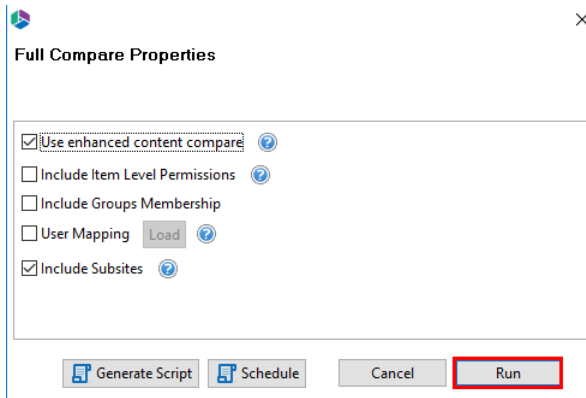 Full Compare Properties
Use enhanced content compare
Include Item Level Permissions
Include Groups Membership
User Mapping Load
Include Subsites
Generate Script Schedule Cancel Run